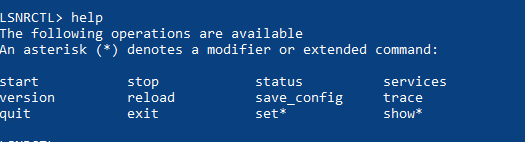 LSNRCTL> help
The following operations are available
An asterisk (*) denotes a modifier or extended command:
start stop status services
version reload save_config trace
quit exit set* show*